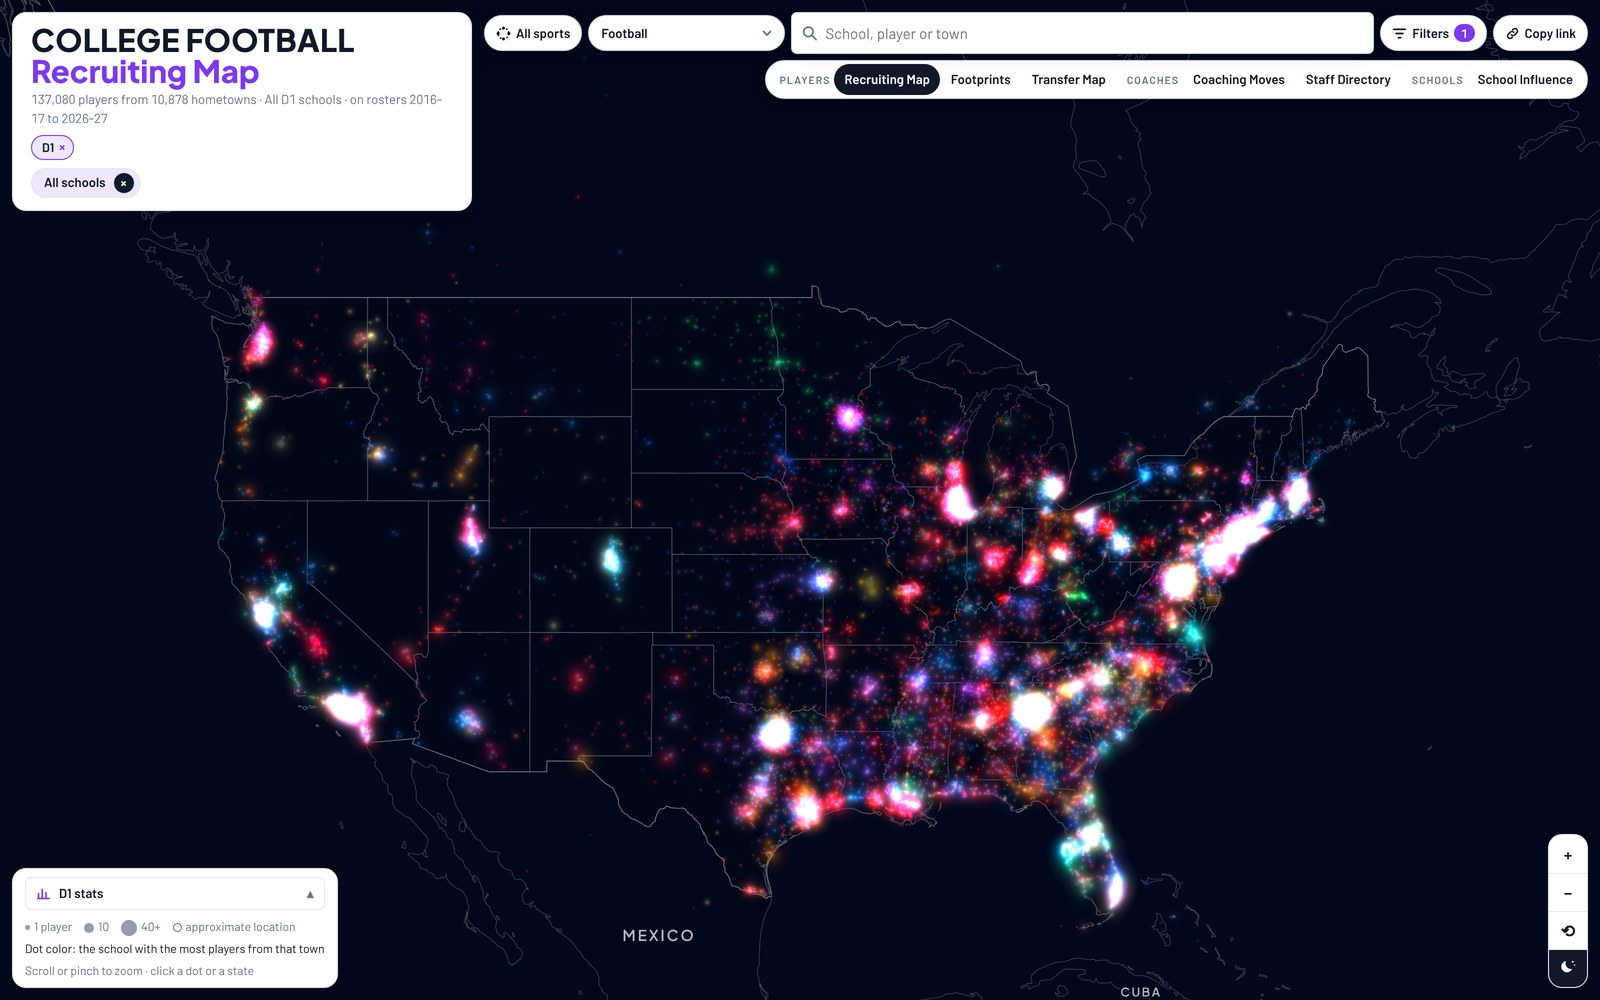 COLLEGE FOOTBALL
Recruiting Map
137,080 players from 10,878 hometowns · All D1 schools · on rosters 2016-
17 to 2026-27
D1 ×
All schools ×
All sports
Football
School, player or town
Filters 1
Copy link
PLAYERS Recruiting Map Footprints Transfer Map COACHES Coaching Moves Staff Directory SCHOOLS School Influence
MEXICO
CUBA
D1 stats ▲
1 player 10 40+ approximate location
Dot color: the school with the most players from that town
Scroll or pinch to zoom · click a dot or a state
+
−